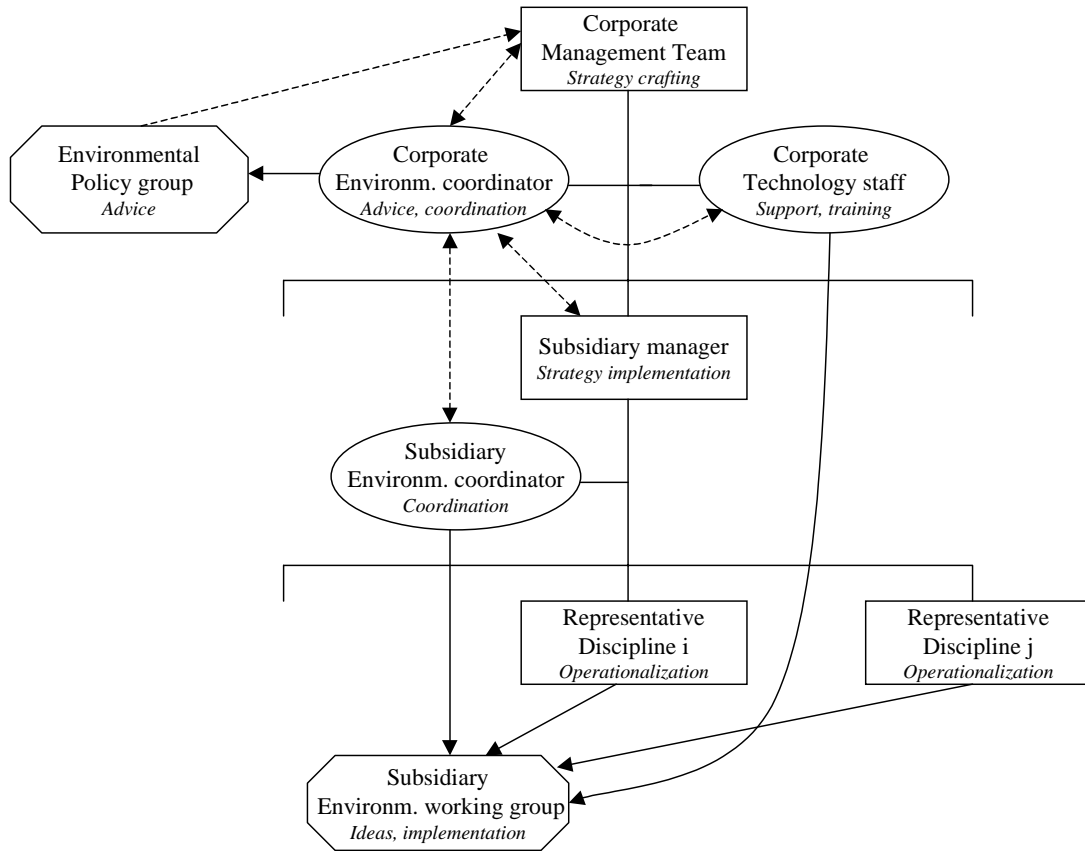 Corporate
Management Team
Strategy crafting
Environmental
Policy group
Advice
Corporate
Environm. coordinator
Advice, coordination
Corporate
Technology staff
Support, training
Subsidiary manager
Strategy implementation
Subsidiary
Environm. coordinator
Coordination
Representative
Discipline i
Operationalization
Representative
Discipline j
Operationalization
Subsidiary
Environm. working group
Ideas, implementation